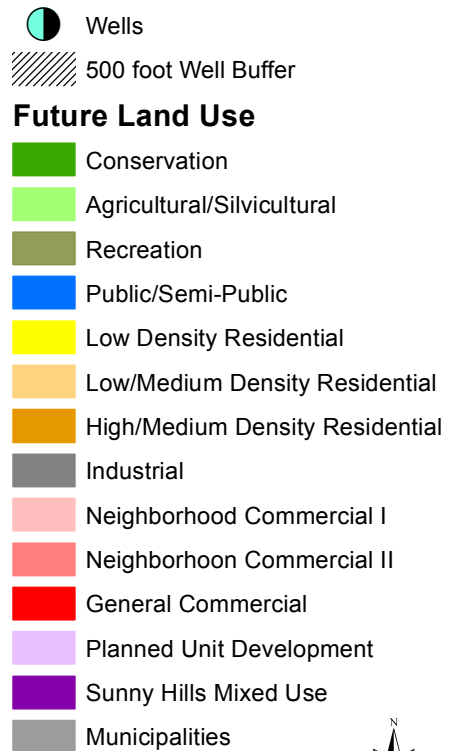 Wells
500 foot Well Buffer
Future Land Use
Conservation
Agricultural/Silvicultural
Recreation
Public/Semi-Public
Low Density Residential
Low/Medium Density Residential
High/Medium Density Residential
Industrial
Neighborhood Commercial I
Neighborhoon Commercial II
General Commercial
Planned Unit Development
Sunny Hills Mixed Use
Municipalities
N